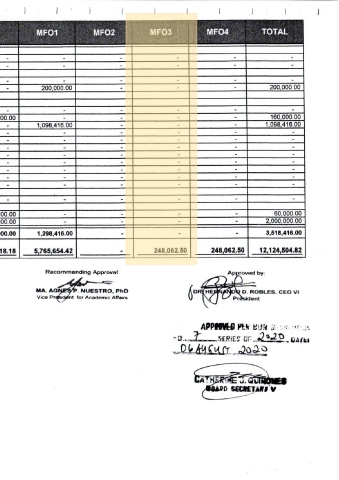 MFO1 MFO2 MFO3 MFO4 TOTAL
- - - - -
200,000.00 - - - 200,000.00
00.00 - - - - 160,000.00
- 1,098,416.00 - - - 1,098,416.00
00.00 - - - - 60,000.00
00.00 - - - - 2,000,000.00
00.00 1,298,416.00 - - - 3,518,416.00
18.18 5,765,654.42 - 248,062.50 248,062.50 12,124,504.82
Recommending Approval: Approved by:
MA. AGNES P. NUESTRO, PhD DR. HERNANDO D. ROBLES, CEO VI
Vice President for Academic Affairs President
APPROVED PER
7 SERIES OF 2020
06 AUGUST 2020
CATHERINE J. QUIÑONES
BOARD SECRETARY V